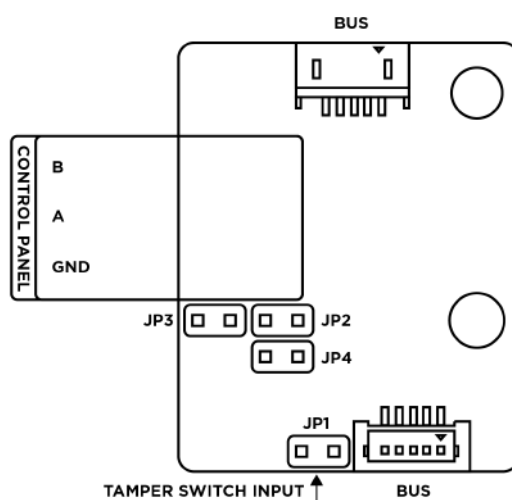 BUS
CONTROL PANEL
B
A
GND
JP3
JP2
JP4
JP1
TAMPER SWITCH INPUT
BUS